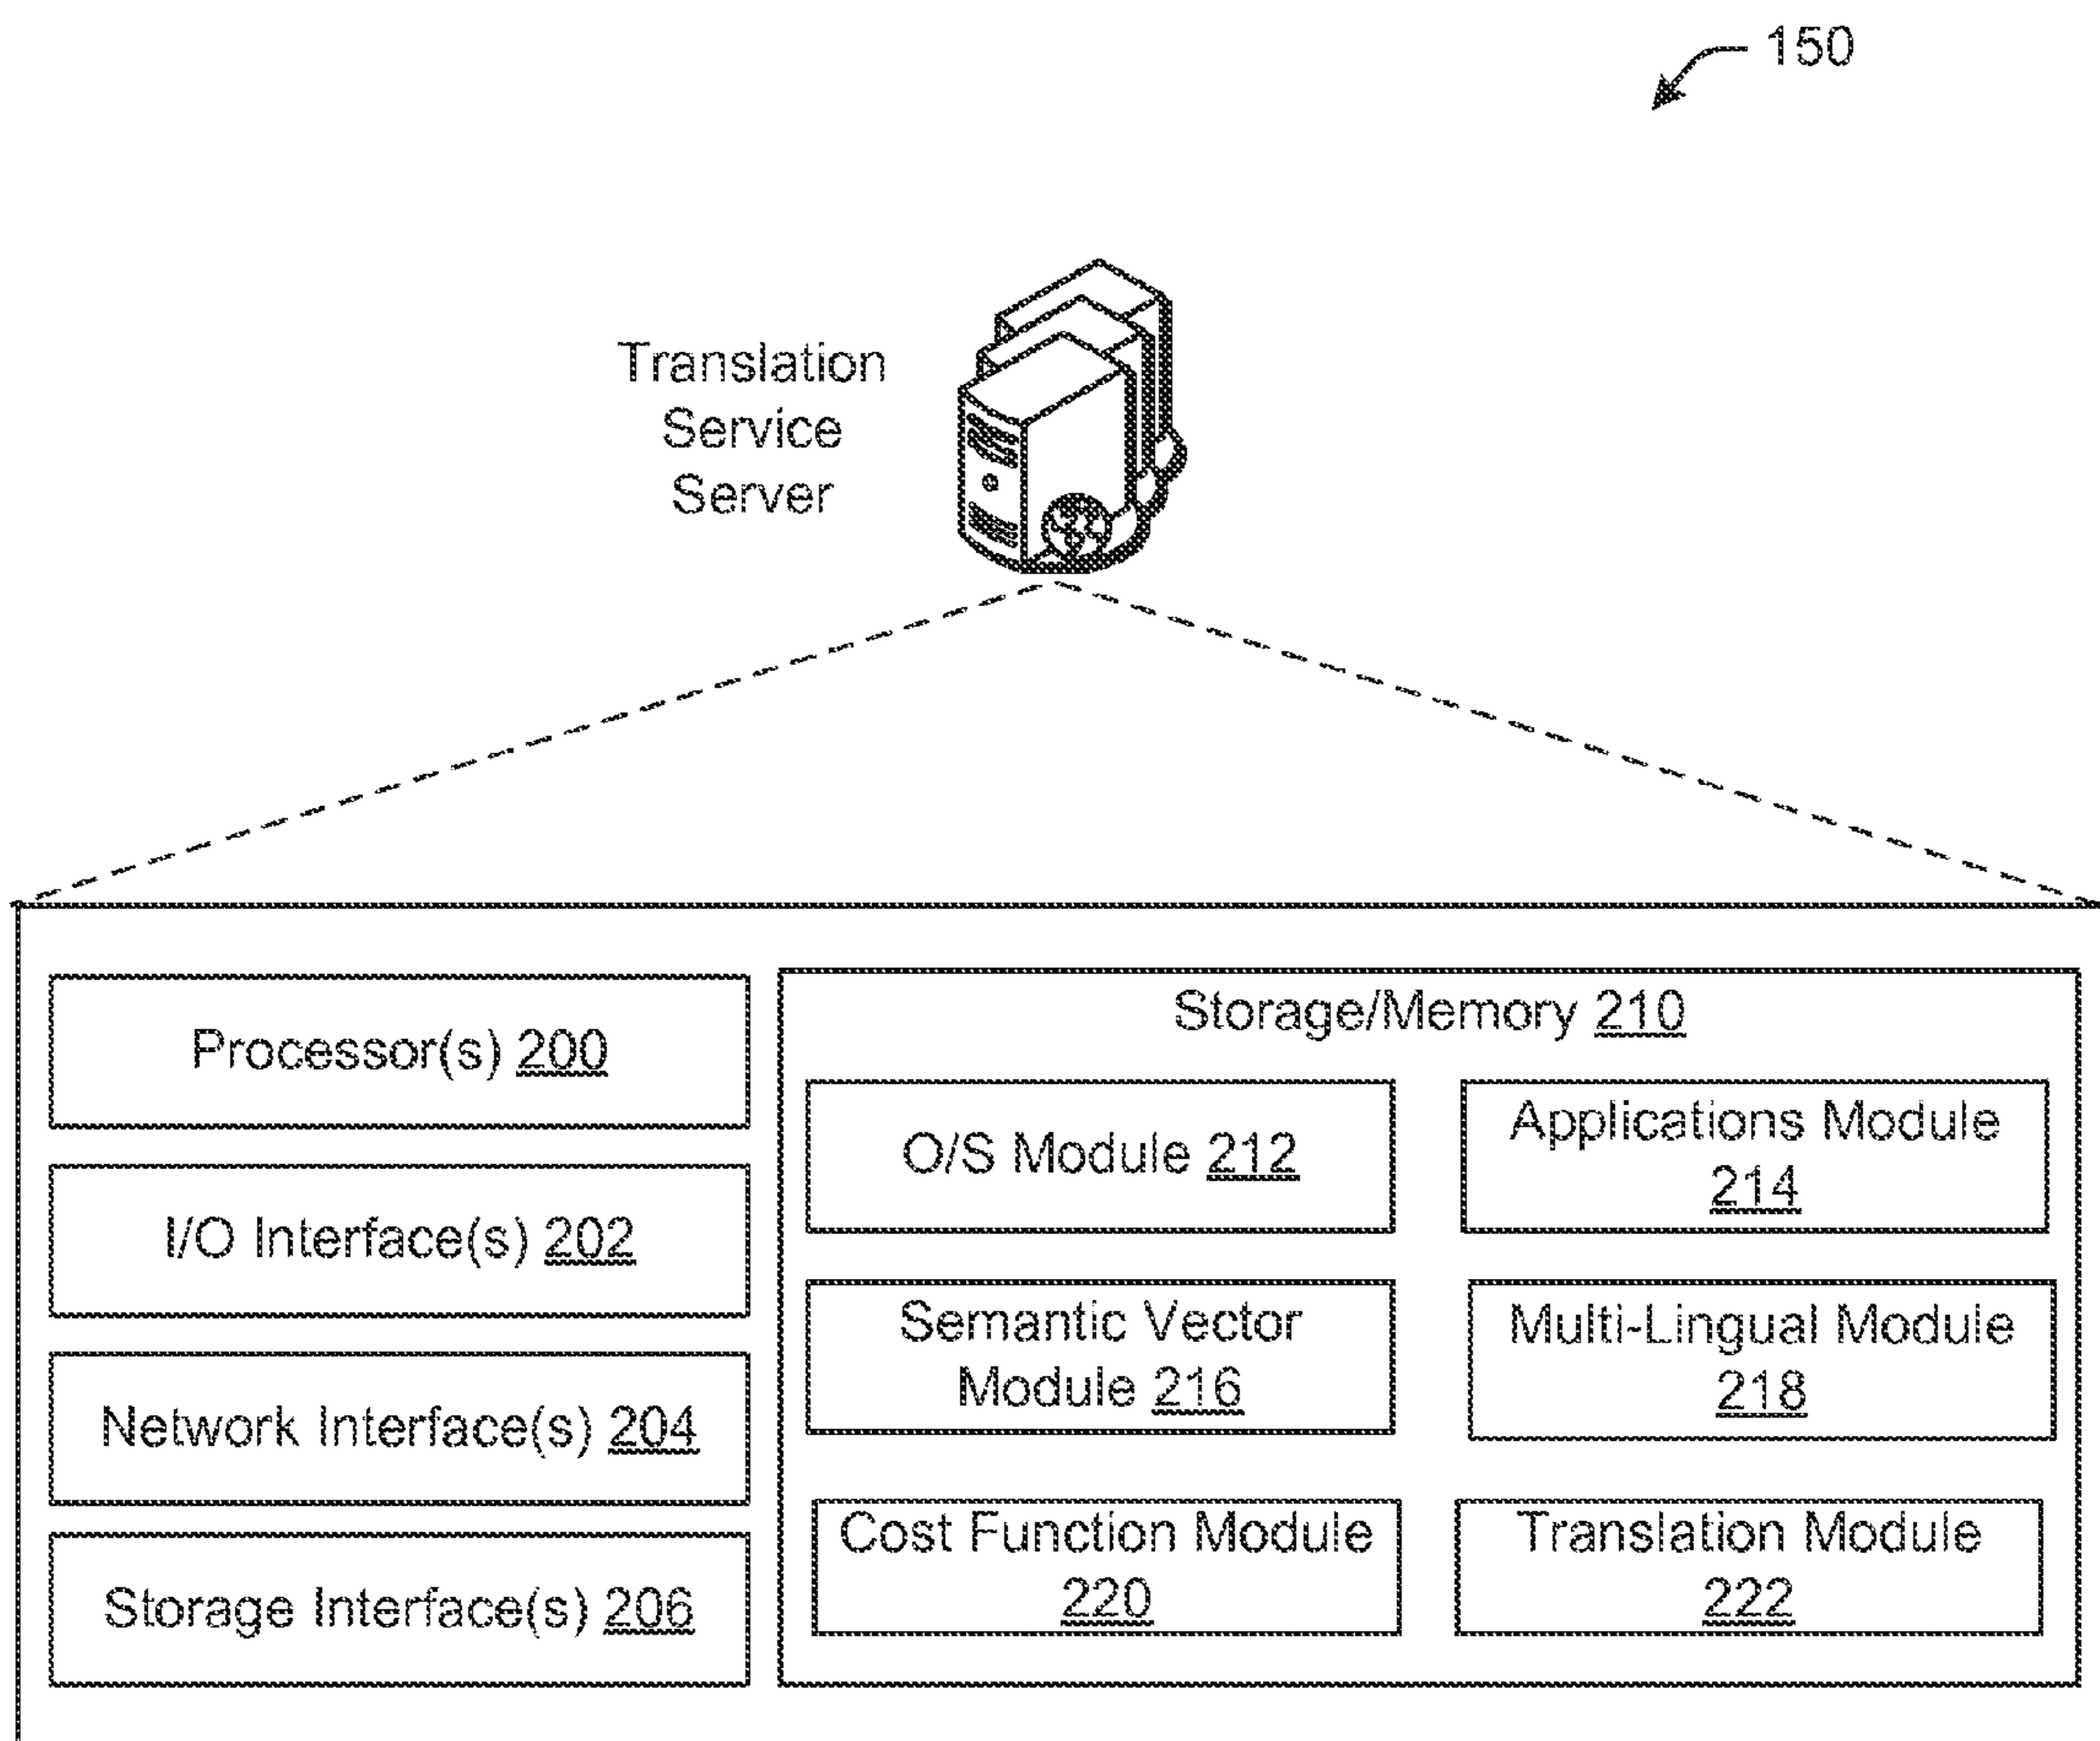 150
Translation
Service
Server
Processor(s) 200
I/O Interface(s) 202
Network Interface(s) 204
Storage Interface(s) 206
Storage/Memory 210
O/S Module 212
Applications Module
214
Semantic Vector
Module 216
Multi-Lingual Module
218
Cost Function Module
220
Translation Module
222